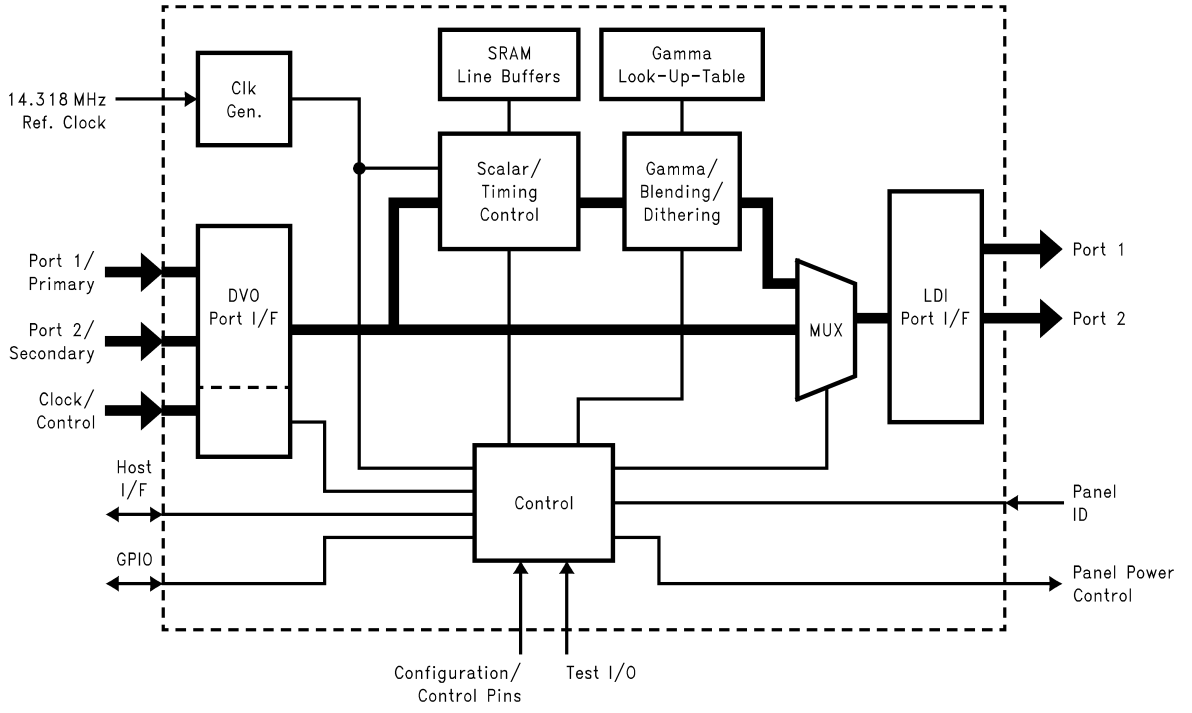 SRAM
Line Buffers
Gamma
Look-Up-Table
Clk
Gen.
14.318 MHz
Ref. Clock
Scalar/
Timing
Control
Gamma/
Blending/
Dithering
Port 1/
Primary
Port 2/
Secondary
Clock/
Control
DVO
Port I/F
MUX
LDI
Port I/F
Port 1
Port 2
Host
I/F
GPIO
Control
Panel
ID
Panel Power
Control
Configuration/
Control Pins
Test I/O